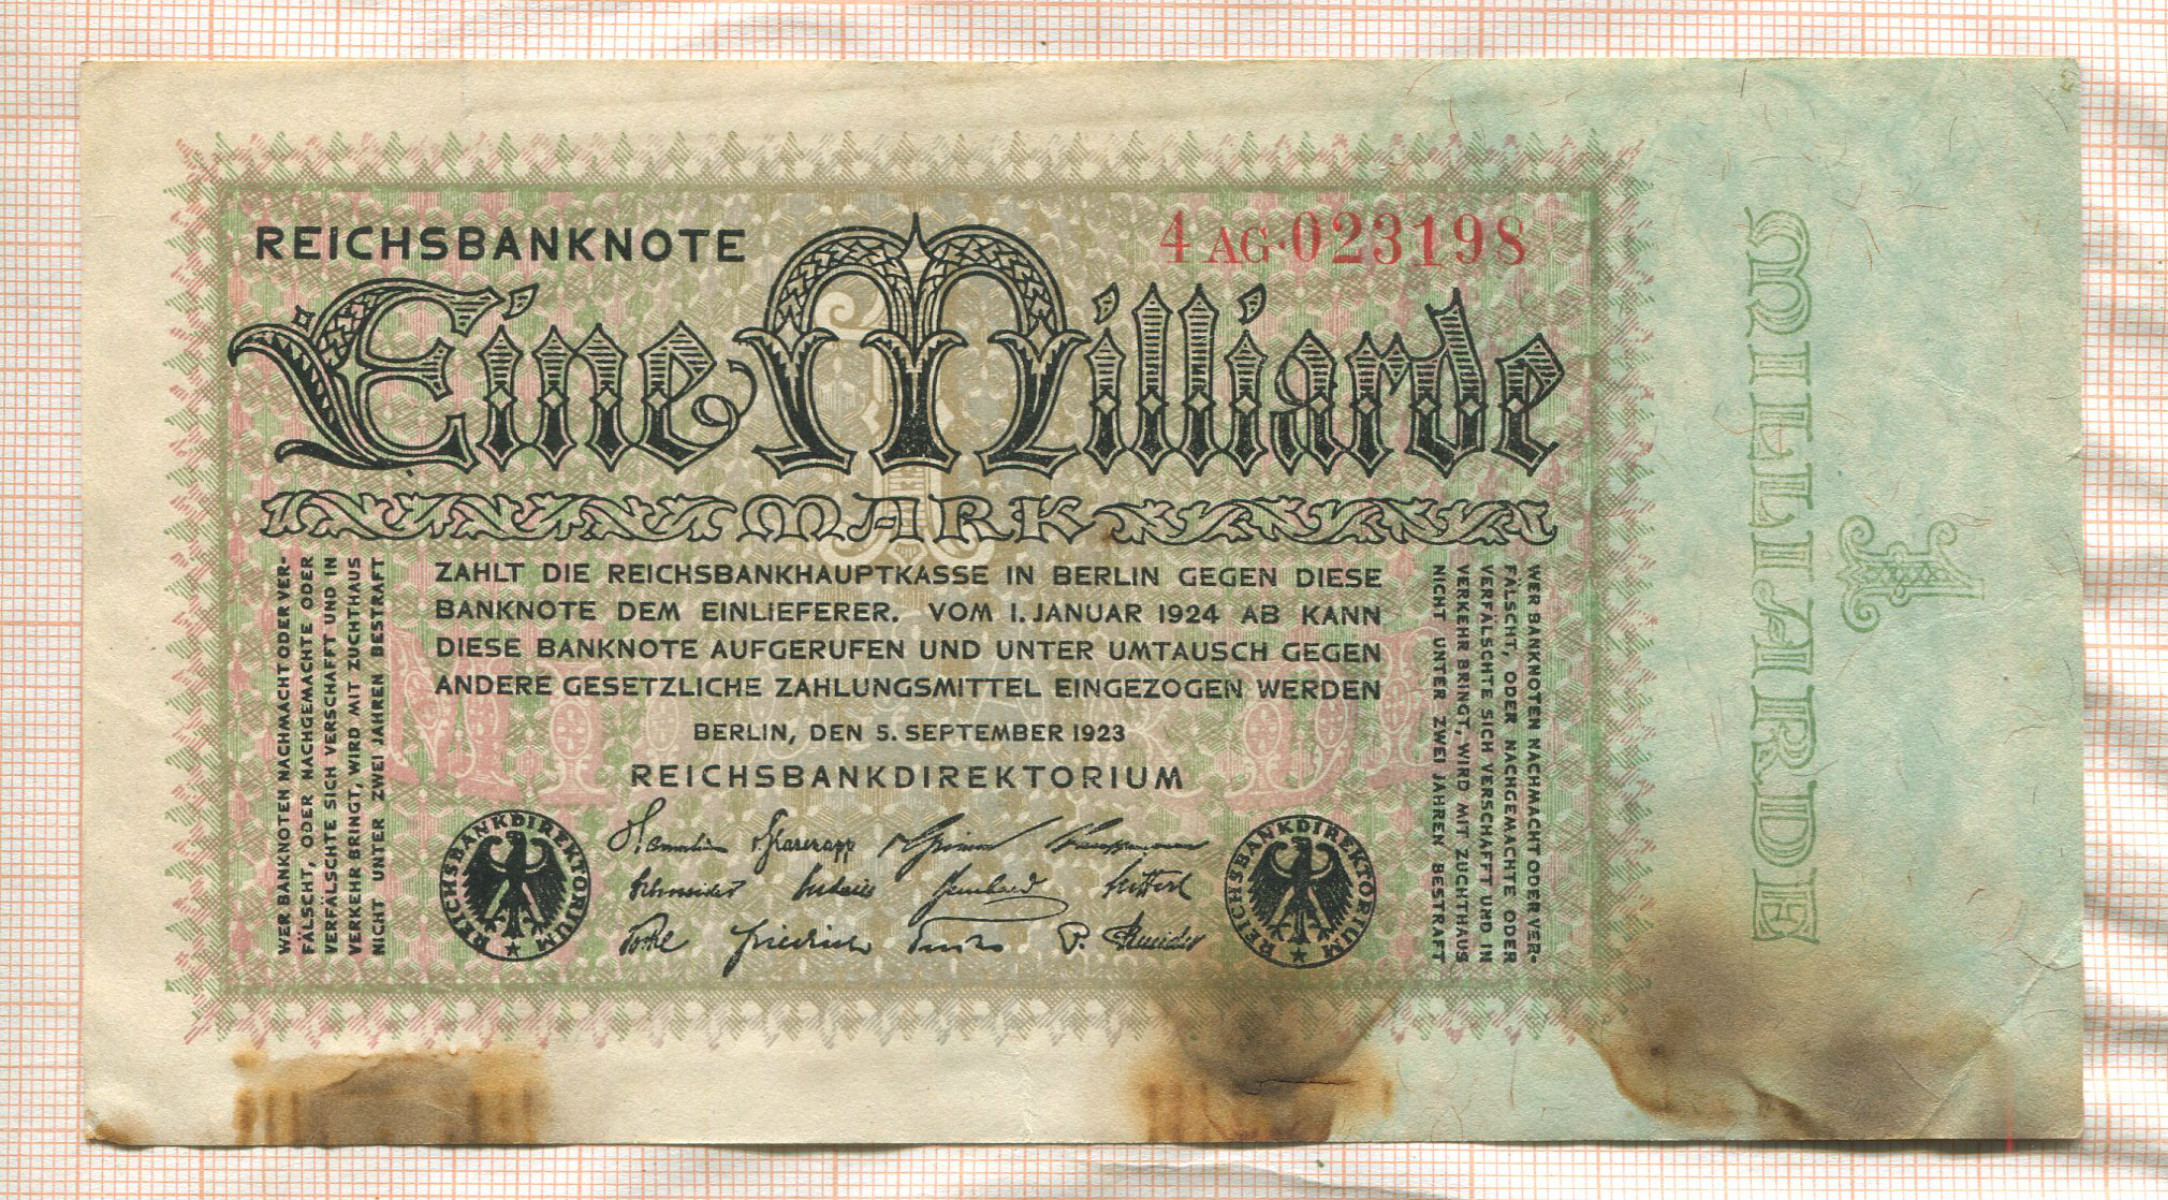 REICHSBANKNOTE
4 AG·023198
Eine Milliarde
MARK
ZAHLT DIE REICHSBANKHAUPTKASSE IN BERLIN GEGEN DIESE
BANKNOTE DEM EINLIEFERER. VOM 1. JANUAR 1924 AB KANN
DIESE BANKNOTE AUFGERUFEN UND UNTER UMTAUSCH GEGEN
ANDERE GESETZLICHE ZAHLUNGSMITTEL EINGEZOGEN WERDEN
BERLIN, DEN 5. SEPTEMBER 1923
REICHSBANKDIREKTORIUM
WER BANKNOTEN NACHMACHT ODER VER-
FÄLSCHT, ODER NACHGEMACHTE ODER
VERFÄLSCHTE SICH VERSCHAFFT UND IN
VERKEHR BRINGT, WIRD MIT ZUCHTHAUS
NICHT UNTER ZWEI JAHREN BESTRAFT
WER BANKNOTEN NACHMACHT ODER VER-
FÄLSCHT, ODER NACHGEMACHTE ODER
VERFÄLSCHTE SICH VERSCHAFFT UND IN
VERKEHR BRINGT, WIRD MIT ZUCHTHAUS
NICHT UNTER ZWEI JAHREN BESTRAFT
REICHSBANKDIREKTORIUM
v. Grimm
Schneider
Friedrich
P. Schneider
REICHSBANKDIREKTORIUM
MILLIARDE
1